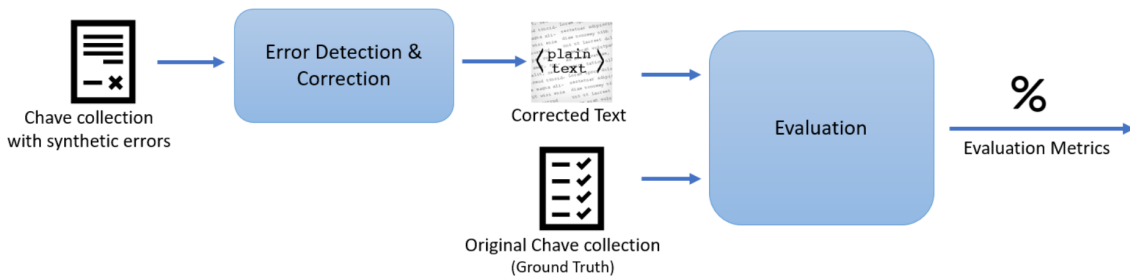 Chave collection
with synthetic errors
Error Detection &
Correction
<plain
text>
Corrected Text
Original Chave collection
(Ground Truth)
Evaluation
%
Evaluation Metrics